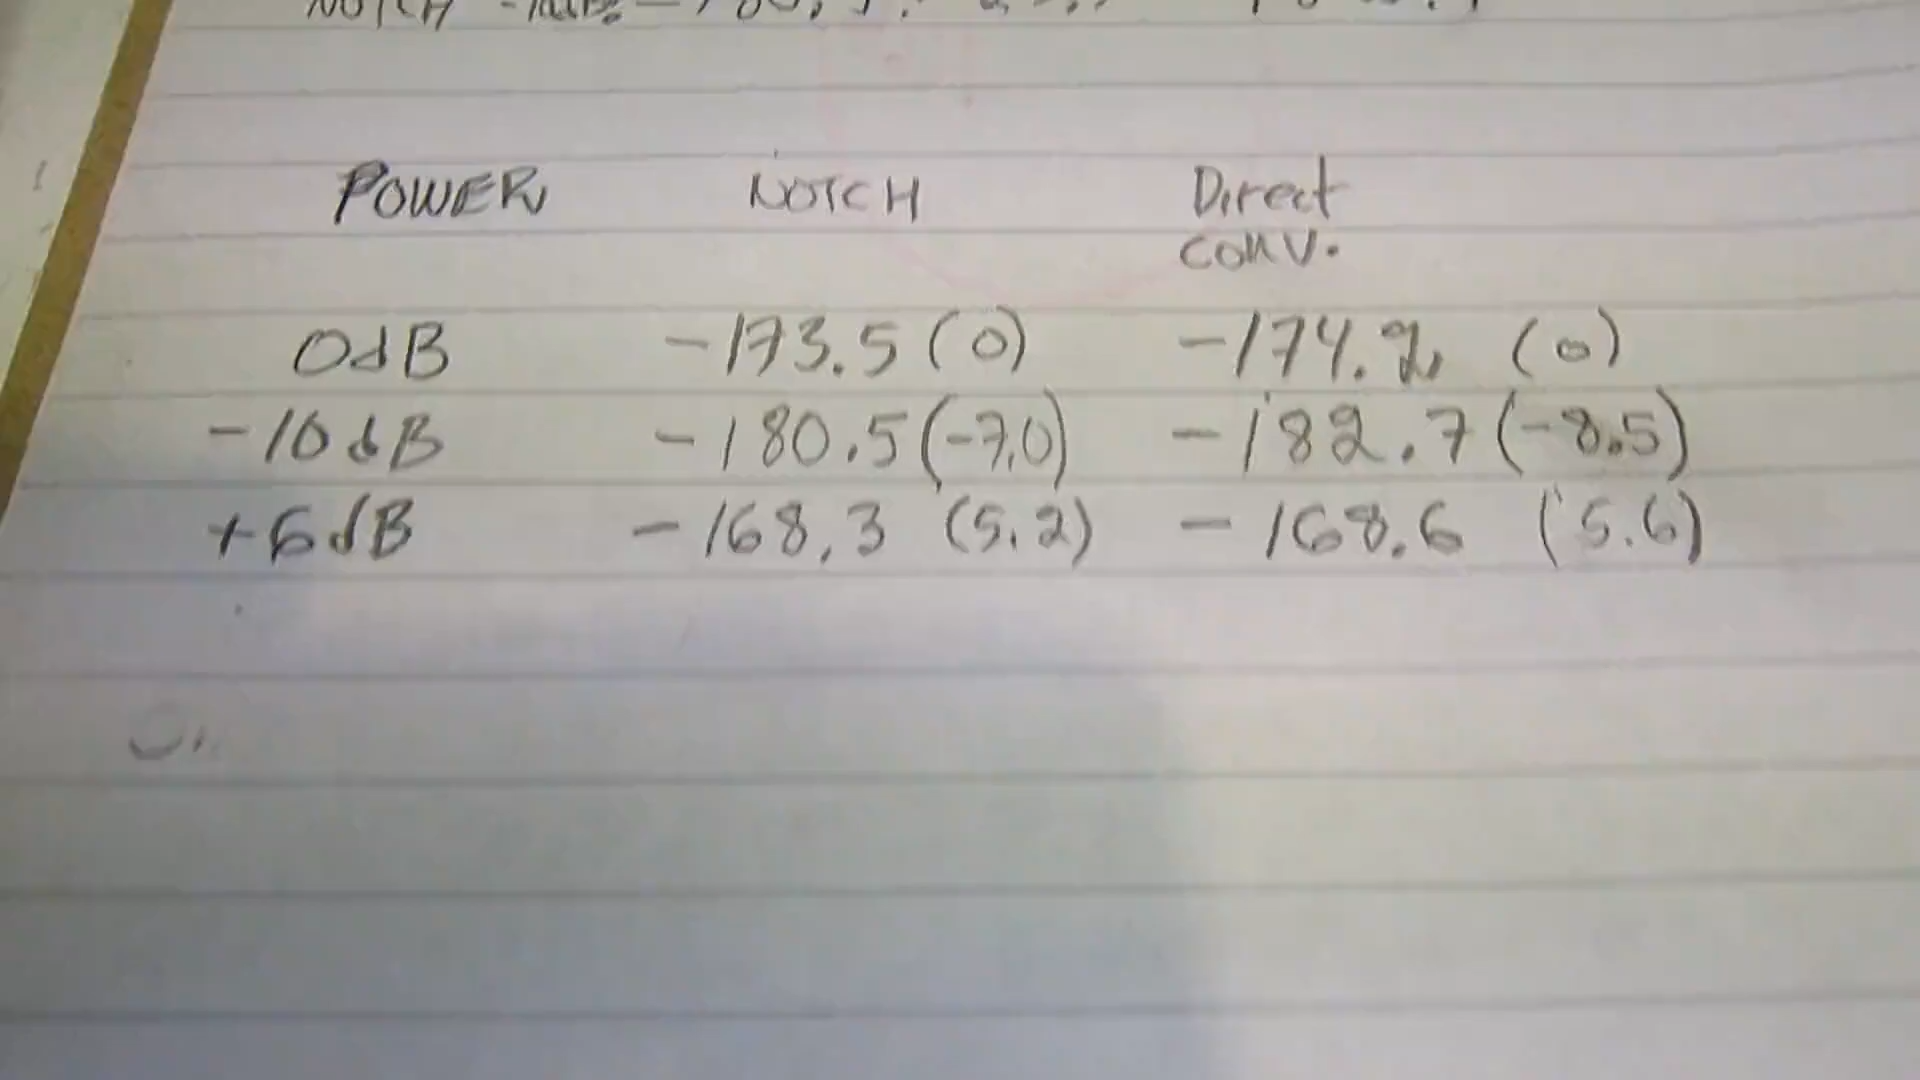 NOTCH
POWER NOTCH Direct
CONV.
0dB -173.5 (0) -174.2 (0)
-10dB -180.5 (-7.0) -182.7 (-8.5)
+6dB -168.3 (5.2) -168.6 (5.6)